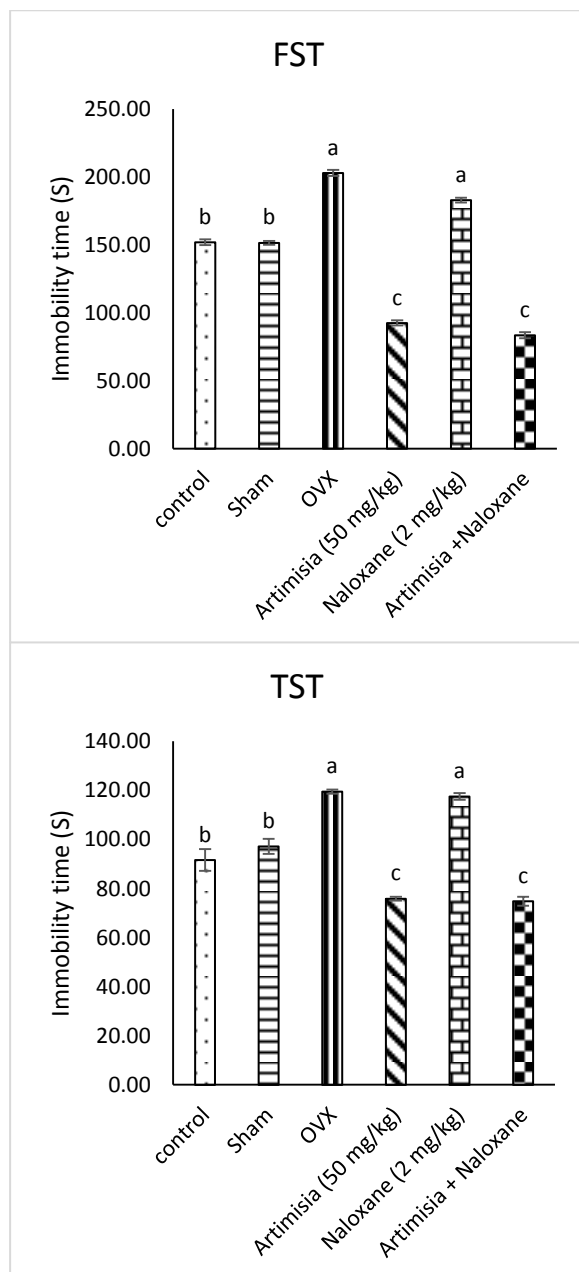 FST
Immobility time (S)
250.00
200.00
150.00
100.00
50.00
0.00
b
b
a
c
a
c
control
Sham
OVX
Artimisia (50 mg/kg)
Naloxane (2 mg/kg)
Artimisia +Naloxane
TST
Immobility time (S)
140.00
120.00
100.00
80.00
60.00
40.00
20.00
0.00
b
b
a
c
a
c
control
Sham
OVX
Artimisia (50 mg/kg)
Naloxane (2 mg/kg)
Artimisia + Naloxane